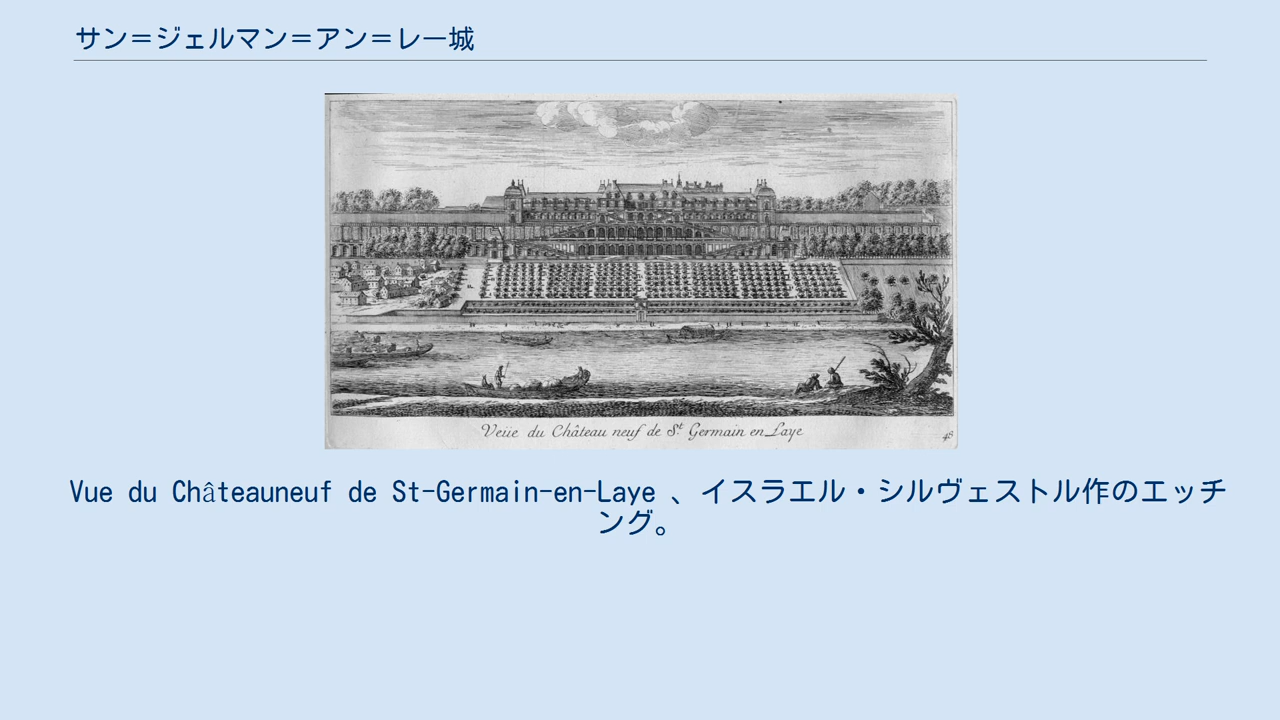 サン＝ジェルマン＝アン＝レー城
Veüe du Château neuf de St Germain en Laye
Vue du Châteauneuf de St-Germain-en-Laye 、イスラエル・シルヴェストル作のエッチ
ング。